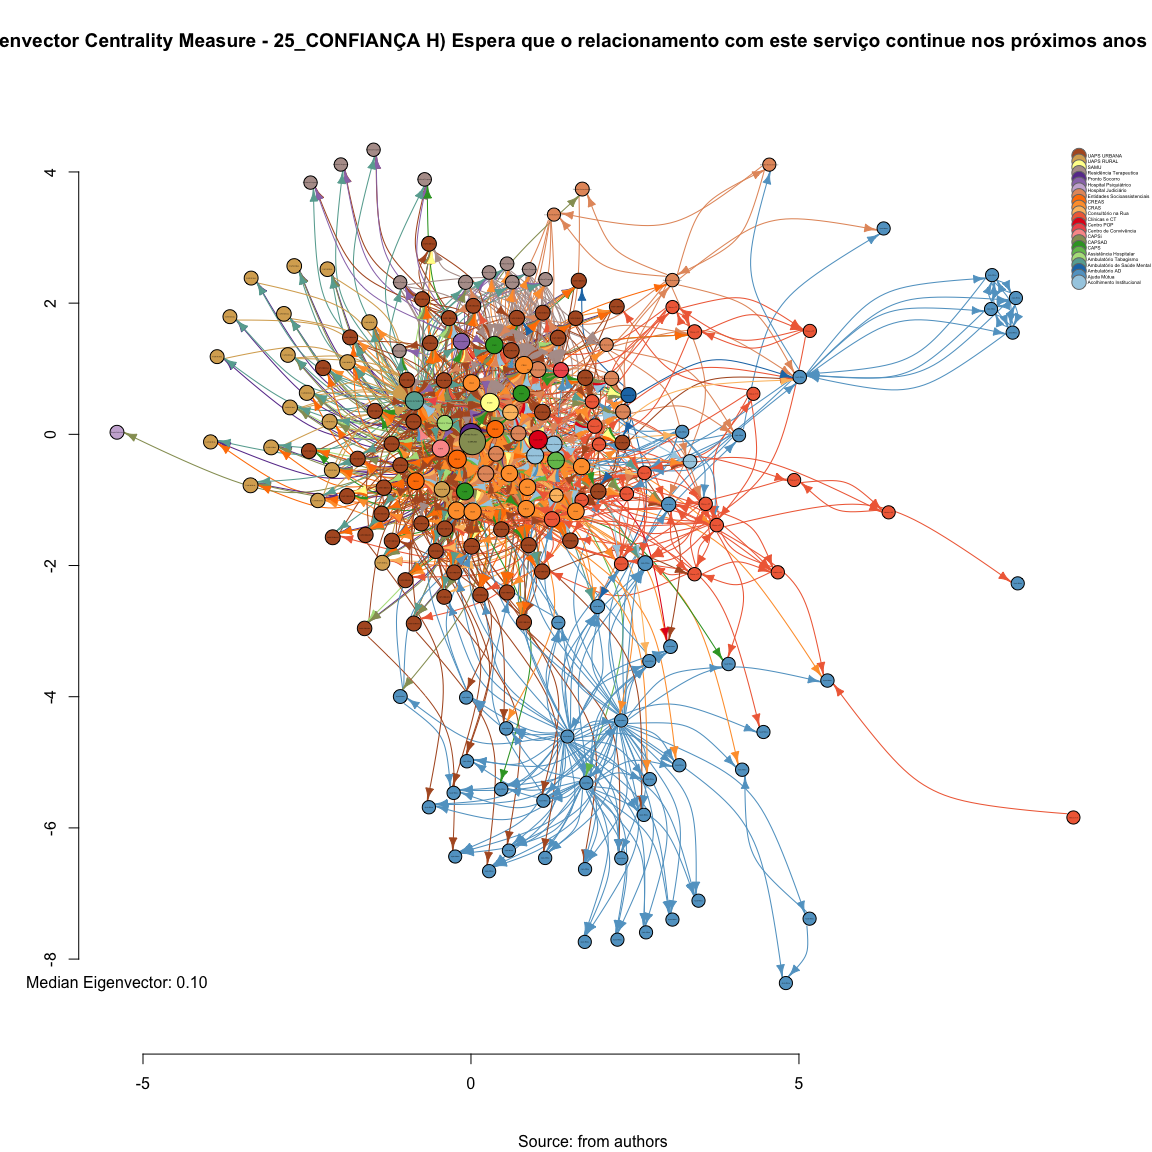 envector Centrality Measure - 25_CONFIANÇA H) Espera que o relacionamento com este serviço continue nos próximos anos
UAPS URBANA
UAPS RURAL
SAMU
Residência Terapeutica
Pronto Socorro
Hospital Psiquiátrico
Hospital Judiciário
Entidades Socioassistenciais
CREAS
CRAS
Consultório na Rua
Clínicas e CT
Centro POP
Centro de Convivência
CAPSi
CAPSAD
CAPS
Assistência Hospitalar
Ambulatório Tabagismo
Ambulatório de Saúde Mental
Ambulatório AD
Ajuda Mútua
Acolhimento Institucional
4
2
0
-2
-4
-6
-8
Median Eigenvector: 0.10
-5
0
5
Source: from authors